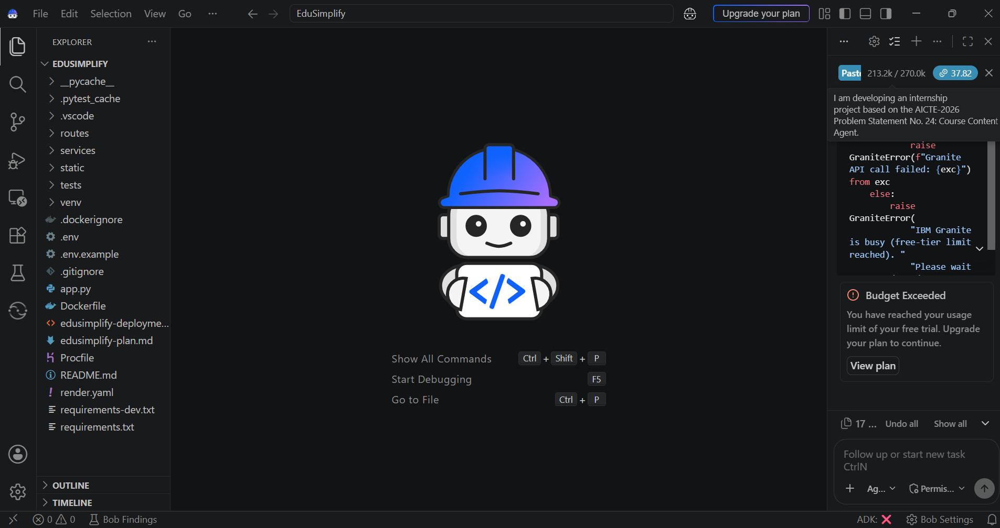 File Edit Selection View Go ···
EduSimplify
Upgrade your plan
EXPLORER
EDUSIMPLIFY
__pycache__
.pytest_cache
.vscode
routes
services
static
tests
venv
.dockerignore
.env
.env.example
.gitignore
app.py
Dockerfile
edusimplify-deployme...
edusimplify-plan.md
Procfile
README.md
render.yaml
requirements-dev.txt
requirements.txt
OUTLINE
TIMELINE
</>
Show All Commands Ctrl + Shift + P
Start Debugging F5
Go to File Ctrl + P
213.2k / 270.0k 37.82
I am developing an internship
project based on the AICTE-2026
Problem Statement No. 24: Course Content
Agent.
raise
GraniteError(f"Granite
API call failed: {exc}")
from exc
else:
raise
GraniteError(
"IBM Granite
is busy (free-tier limit
reached). "
"Please wait
Budget Exceeded
You have reached your usage
limit of your free trial. Upgrade
your plan to continue.
View plan
17 ... Undo all Show all
Follow up or start new task
CtrlN
Ag... Permis...
0 0 Bob Findings
ADK: Bob Settings